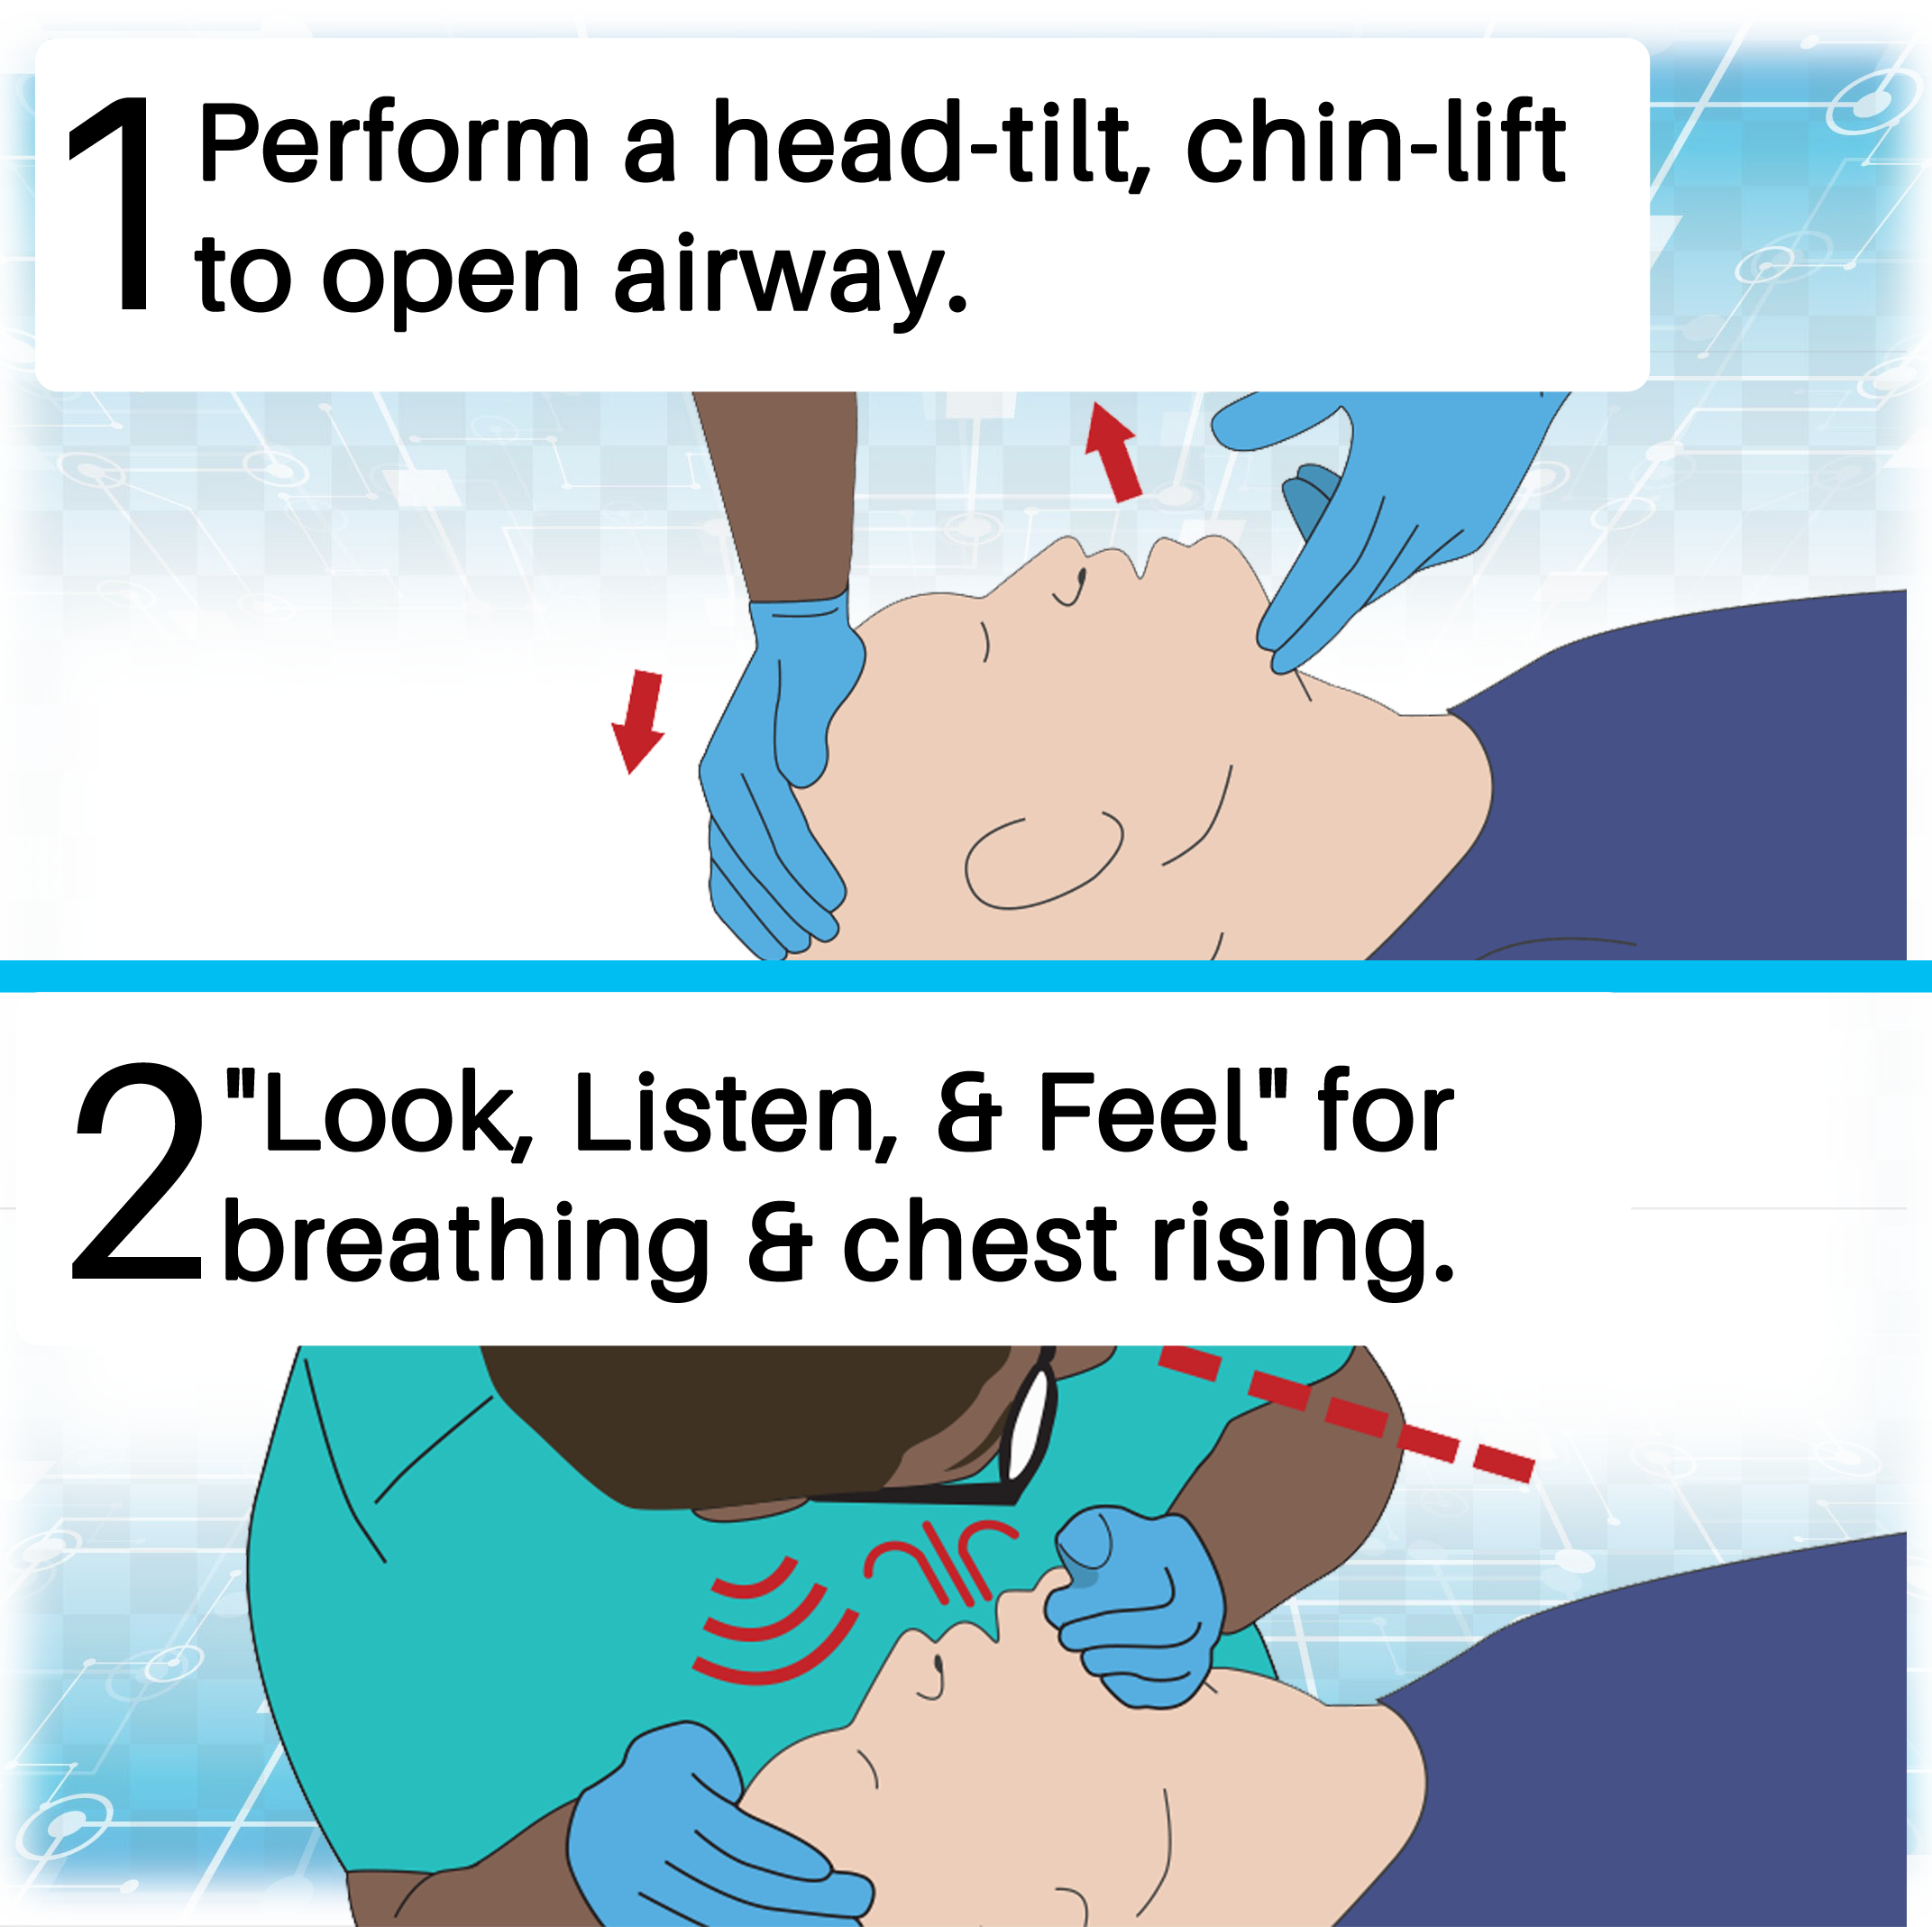 1 Perform a head-tilt, chin-lift
to open airway.
2 "Look, Listen, & Feel" for
breathing & chest rising.